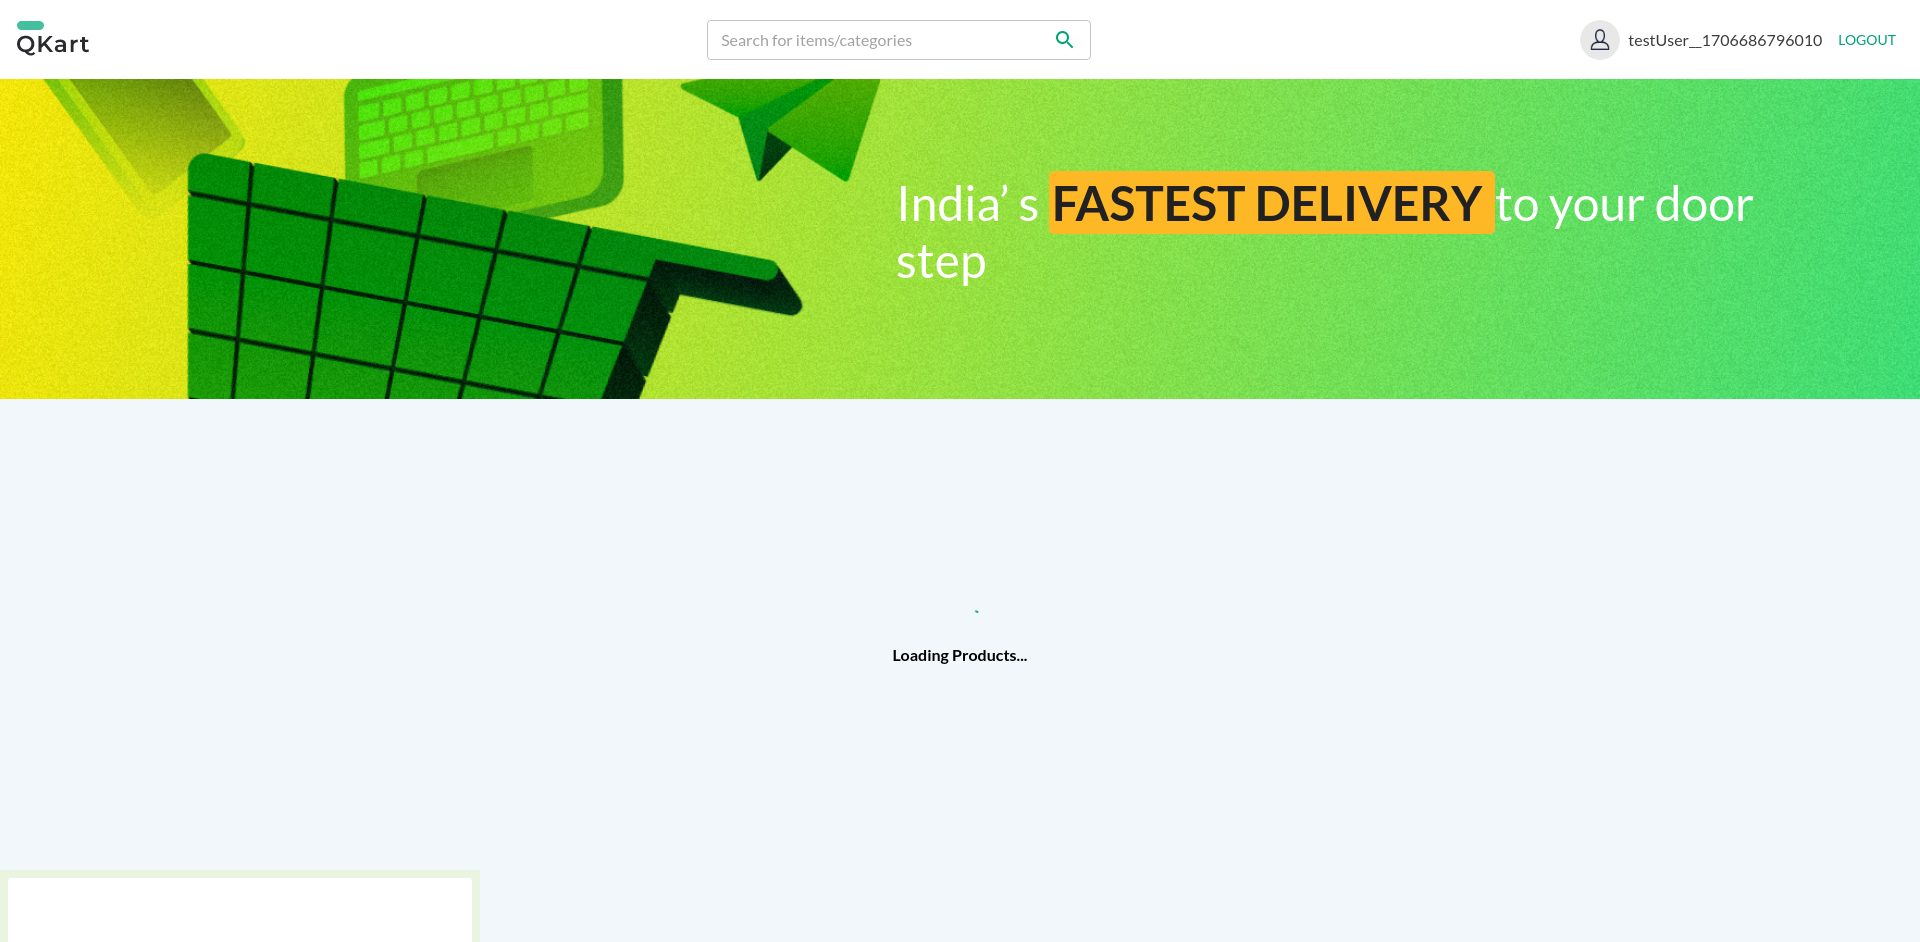 QKart
Search for items/categories
testUser__1706686796010
LOGOUT
India’ s FASTEST DELIVERY to your door
step
Loading Products...